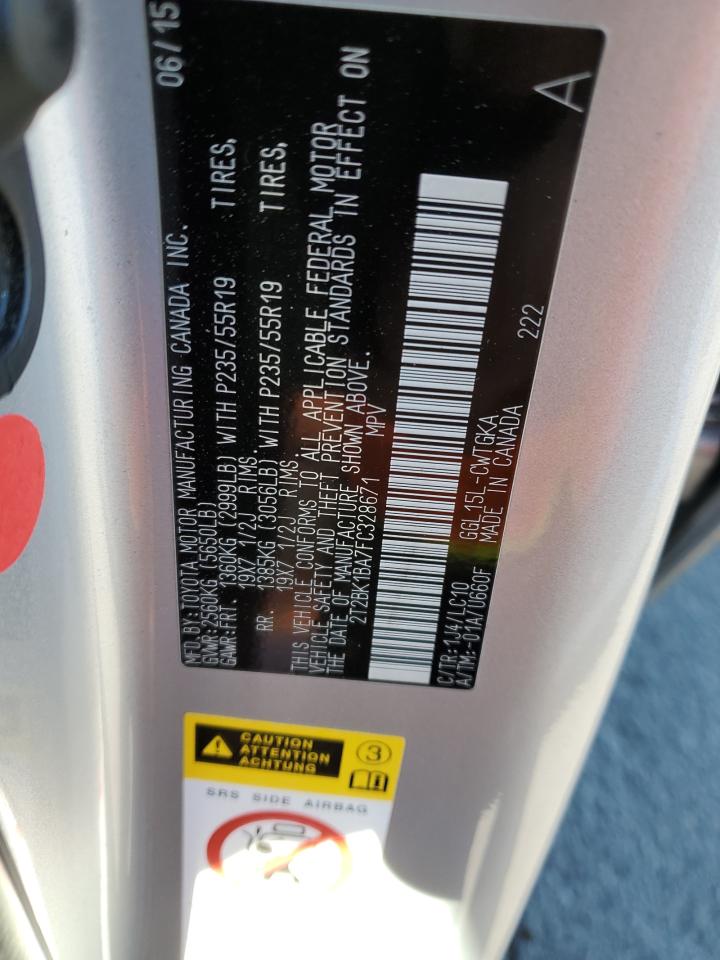 MFD.BY:TOYOTA MOTOR MANUFACTURING CANADA INC. 06/15
GVWR:2560KG(5650LB)
GAWR:FRT. 1360KG (2999LB) WITH P235/55R19 TIRES,
19X7 1/2J RIMS.
RR. 1395KG(3056LB) WITH P235/55R19 TIRES,
19X7 1/2J RIMS.
THIS VEHICLE CONFORMS TO ALL APPLICABLE FEDERAL MOTOR
VEHICLE SAFETY AND THEFT PREVENTION STANDARDS IN EFFECT ON
THE DATE OF MANUFACTURE SHOWN ABOVE.
2T2BK1BA7FC328671 MPV
C/TR:1J4/LC10 GGL15L-CWTGKA 222
A/TM:-01A/U660F MADE IN CANADA
A
CAUTION
ATTENTION
ACHTUNG
3
SRS SIDE AIRBAG